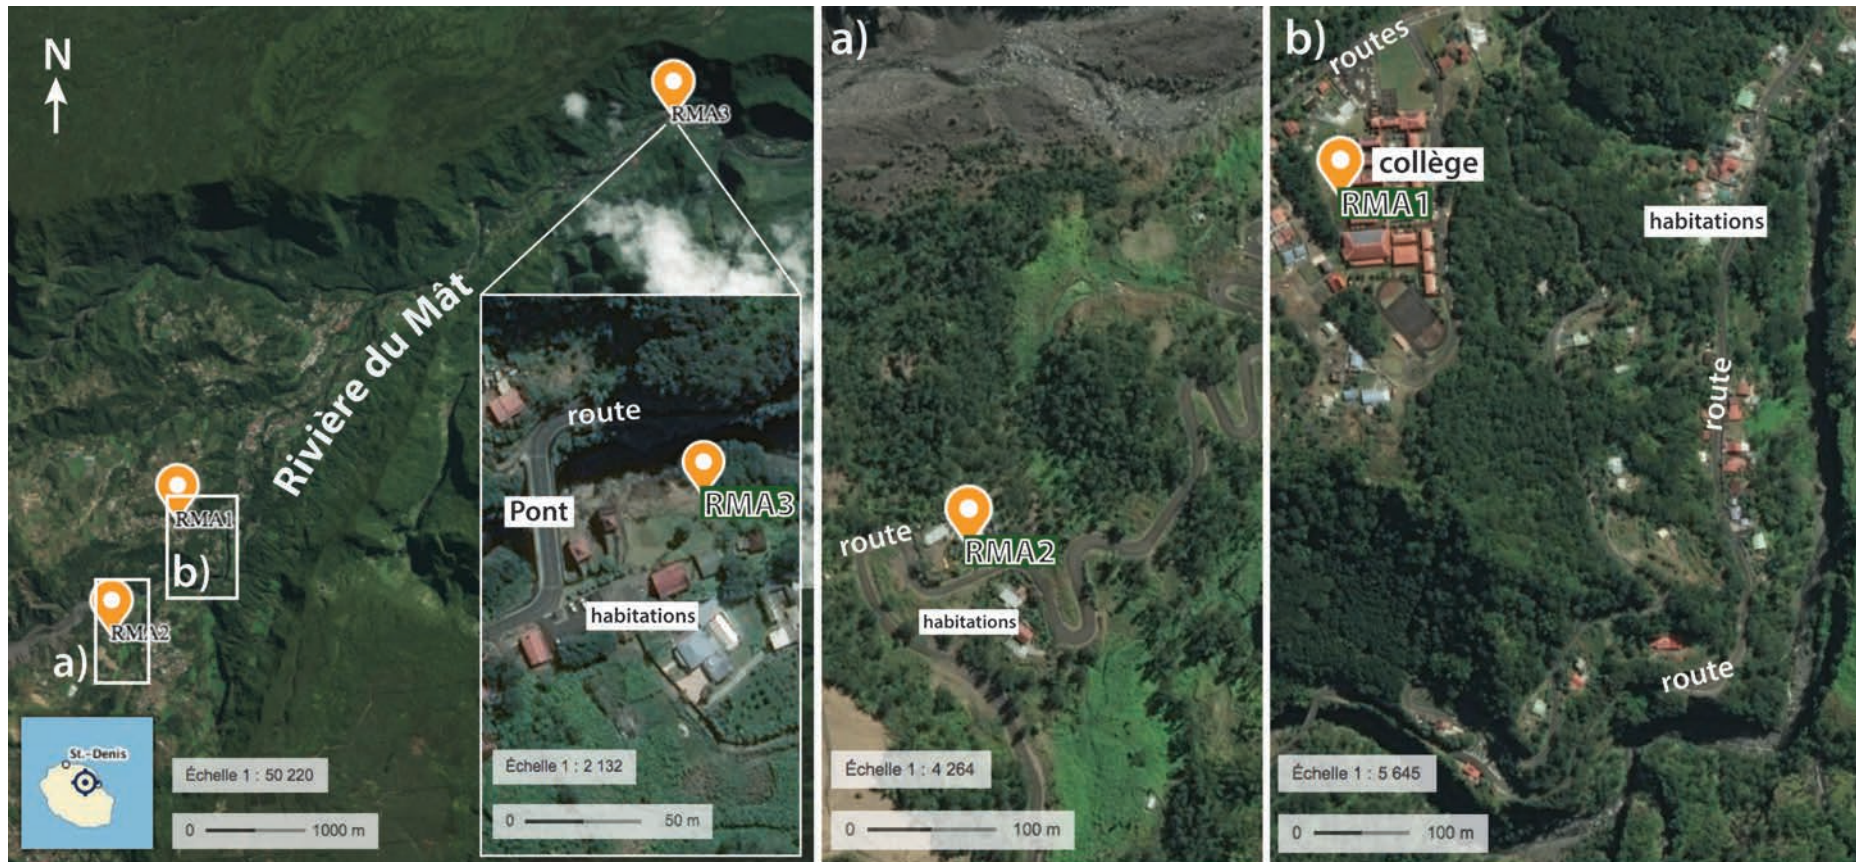 N
RMA3
Rivière du Mât
RMA1
b)
RMA2
a)
St.-Denis
Échelle 1 : 50 220
0 1000 m
route
RMA3
Pont
habitations
Échelle 1 : 2 132
0 50 m
a)
route
RMA2
habitations
Échelle 1 : 4 264
0 100 m
b)
routes
collège
RMA1
habitations
route
route
Échelle 1 : 5 645
0 100 m